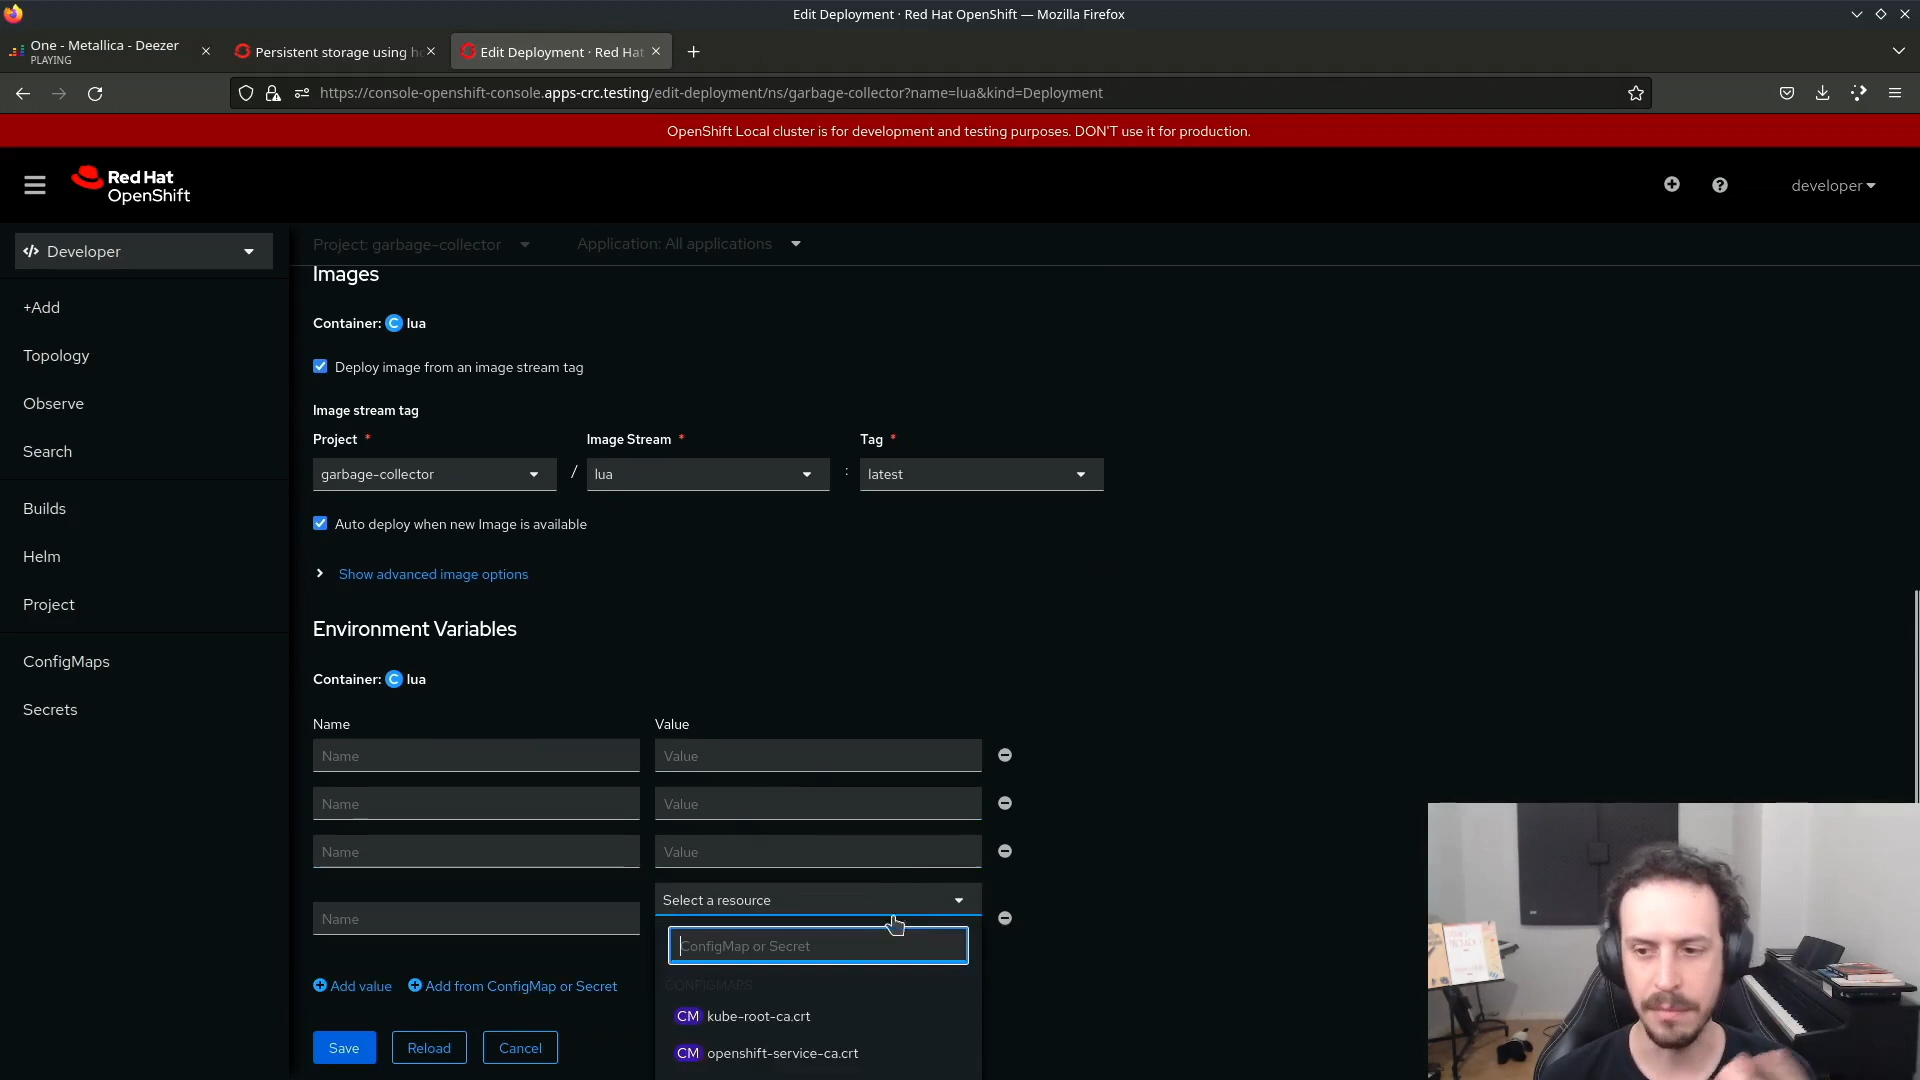 Edit Deployment · Red Hat OpenShift — Mozilla Firefox
One - Metallica - Deezer
PLAYING
Persistent storage using h
Edit Deployment · Red Hat
https://console-openshift-console.apps-crc.testing/edit-deployment/ns/garbage-collector?name=lua&kind=Deployment
OpenShift Local cluster is for development and testing purposes. DON'T use it for production.
Red Hat
OpenShift
developer
Developer
Project: garbage-collector
Application: All applications
+Add
Topology
Observe
Search
Builds
Helm
Project
ConfigMaps
Secrets
Images
Container: C lua
Deploy image from an image stream tag
Image stream tag
Project *
Image Stream *
Tag *
garbage-collector
/
lua
:
latest
Auto deploy when new Image is available
Show advanced image options
Environment Variables
Container: C lua
Name
Value
Name
Value
Name
Value
Name
Value
Name
Select a resource
ConfigMap or Secret
CONFIGMAPS
CM kube-root-ca.crt
CM openshift-service-ca.crt
Add value
Add from ConfigMap or Secret
Save
Reload
Cancel